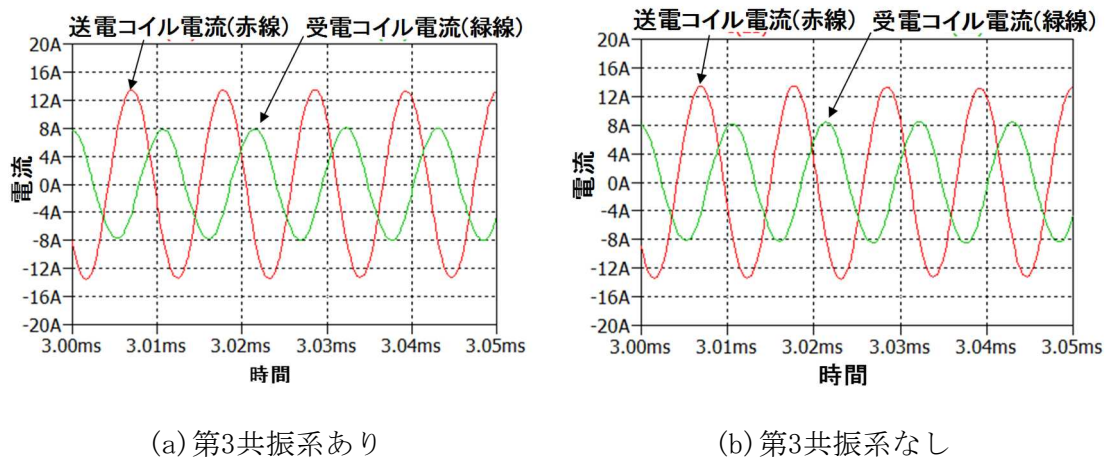 送電コイル電流(赤線) 受電コイル電流(緑線)
20A
16A
12A
8A
4A
0A
-4A
-8A
-12A
-16A
-20A
電流
3.00ms 3.01ms 3.02ms 3.03ms 3.04ms 3.05ms
時間
(a)第3共振系あり
送電コイル電流(赤線) 受電コイル電流(緑線)
20A
16A
12A
8A
4A
0A
-4A
-8A
-12A
-16A
-20A
電流
3.00ms 3.01ms 3.02ms 3.03ms 3.04ms 3.05ms
時間
(b)第3共振系なし